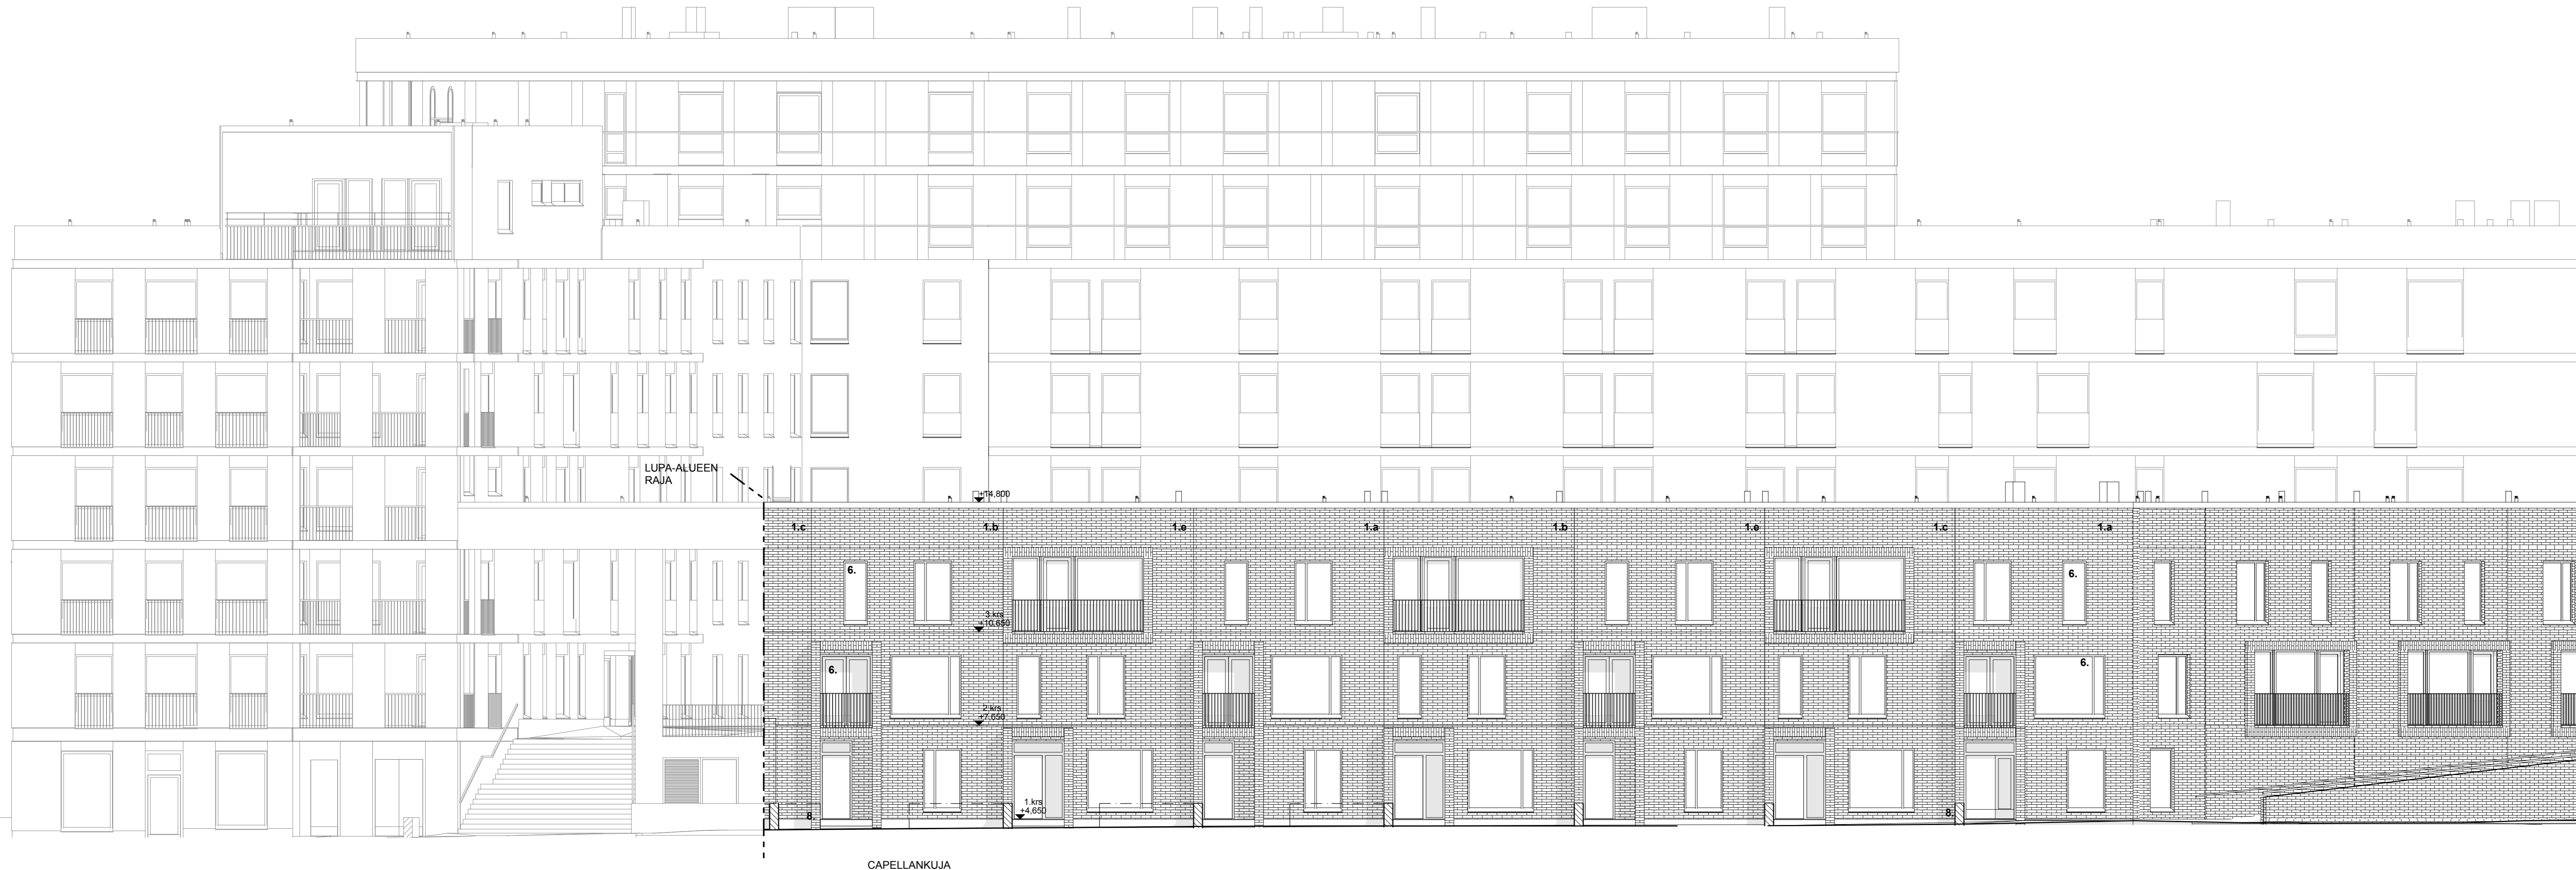 LUPA-ALUEEN
RAJA
+14,800
1.c
1.b
1.e
1.a
1.b
1.e
1.c
1.a
6.
6.
3.krs
+10,650
6.
6.
2.krs
+7,650
1.krs
+4,650
8.
8.
CAPELLANKUJA